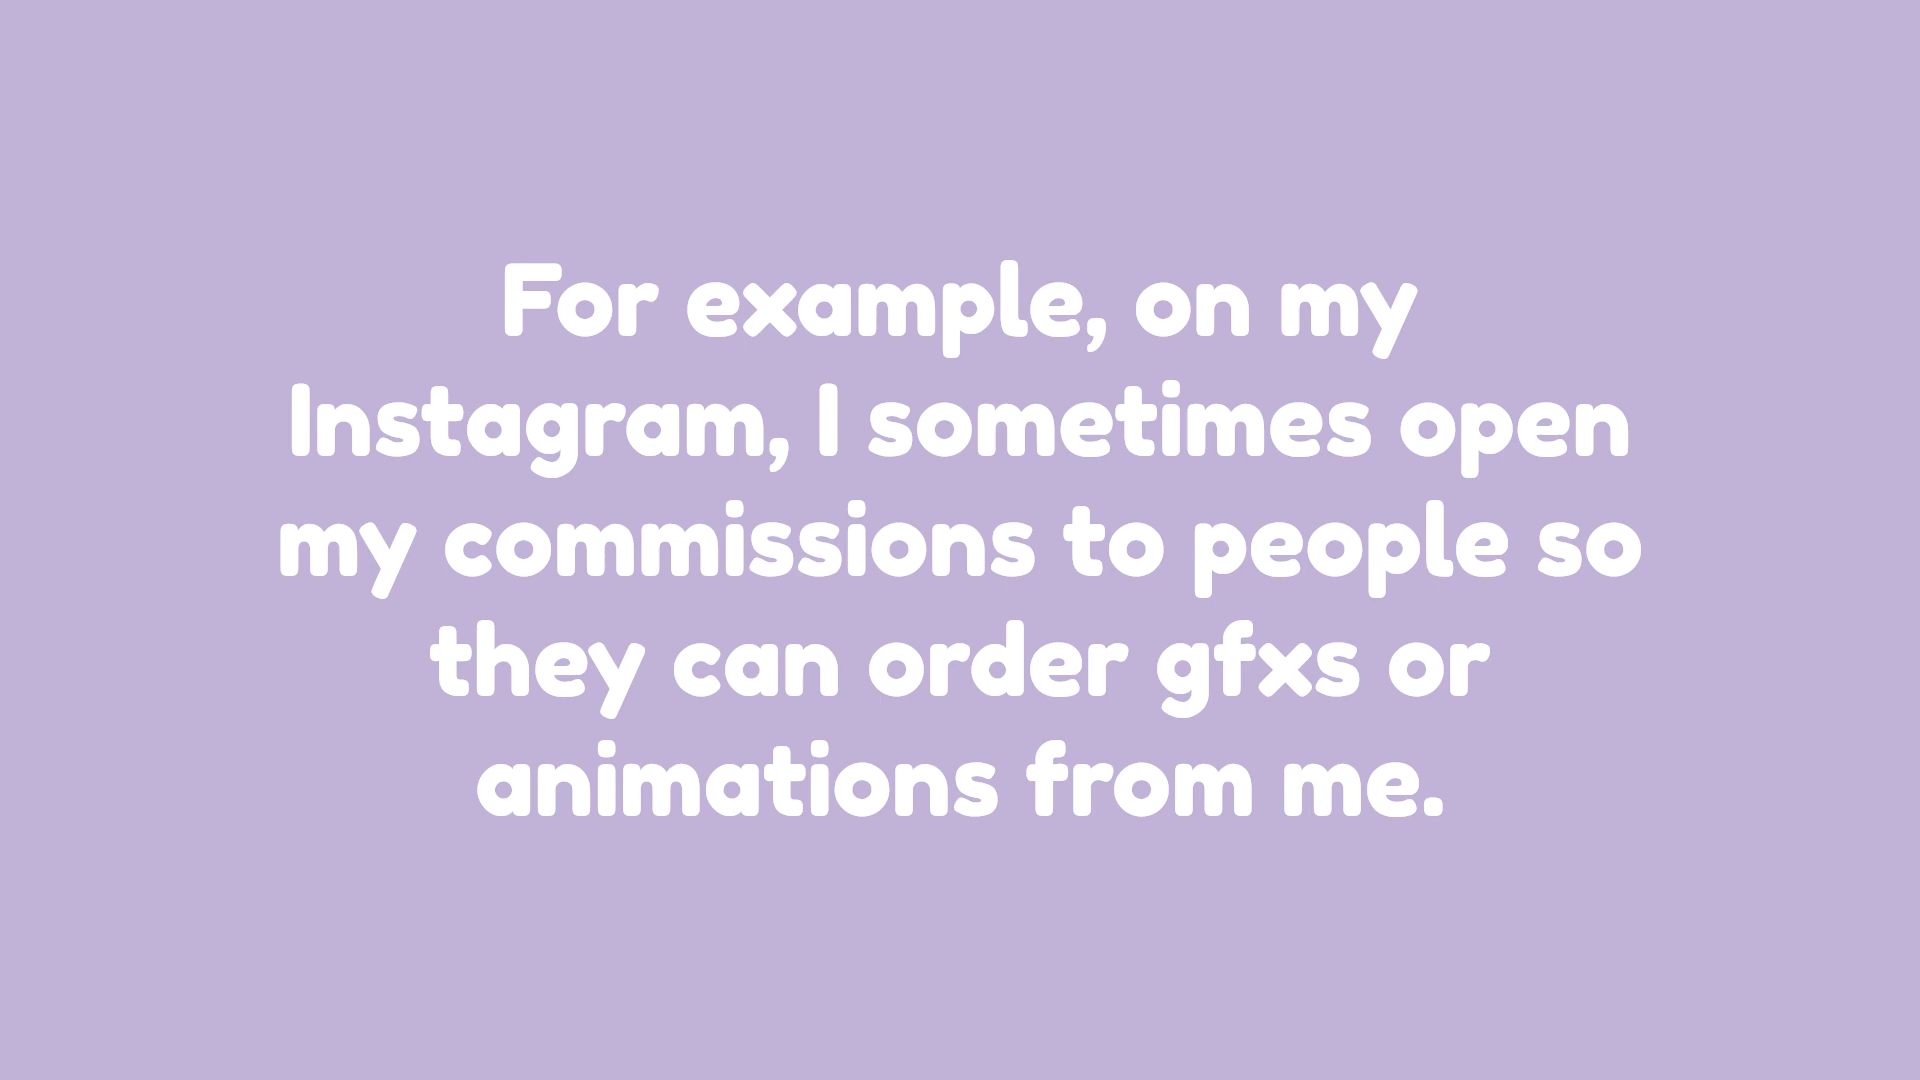 For example, on my
Instagram, I sometimes open
my commissions to people so
they can order gfxs or
animations from me.